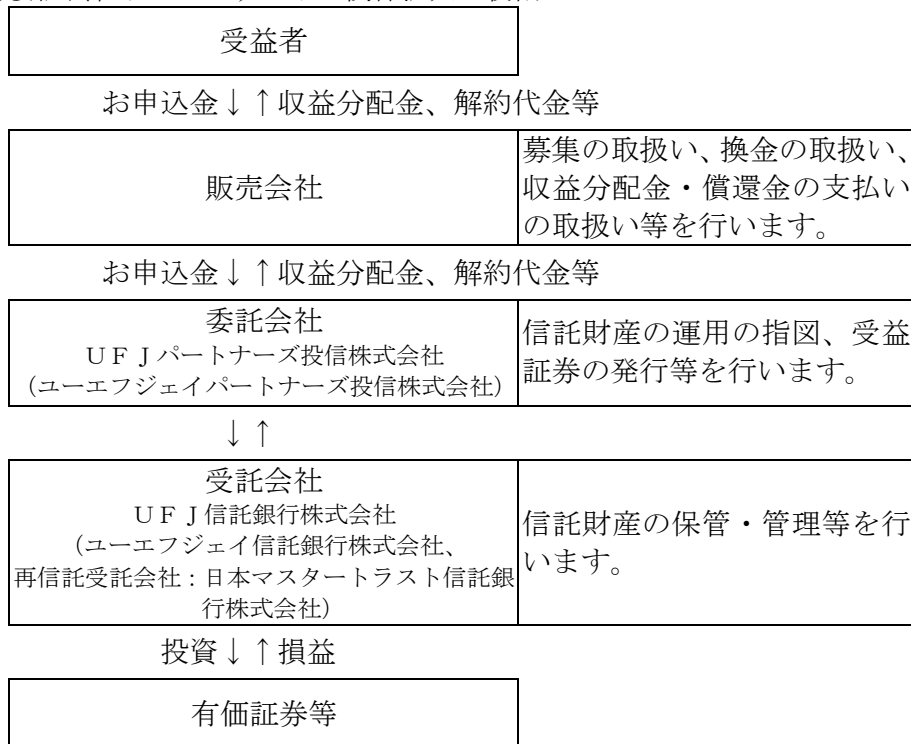 受益者
お申込金↓↑収益分配金、解約代金等
販売会社
募集の取扱い、換金の取扱い、
収益分配金・償還金の支払い
の取扱い等を行います。
お申込金↓↑収益分配金、解約代金等
委託会社
UFJパートナーズ投信株式会社
(ユーエフジェイパートナーズ投信株式会社)
信託財産の運用の指図、受益
証券の発行等を行います。
↓↑
受託会社
UFJ信託銀行株式会社
(ユーエフジェイ信託銀行株式会社、
再信託受託会社:日本マスタートラスト信託銀
行株式会社)
信託財産の保管・管理等を行
います。
投資↓↑損益
有価証券等